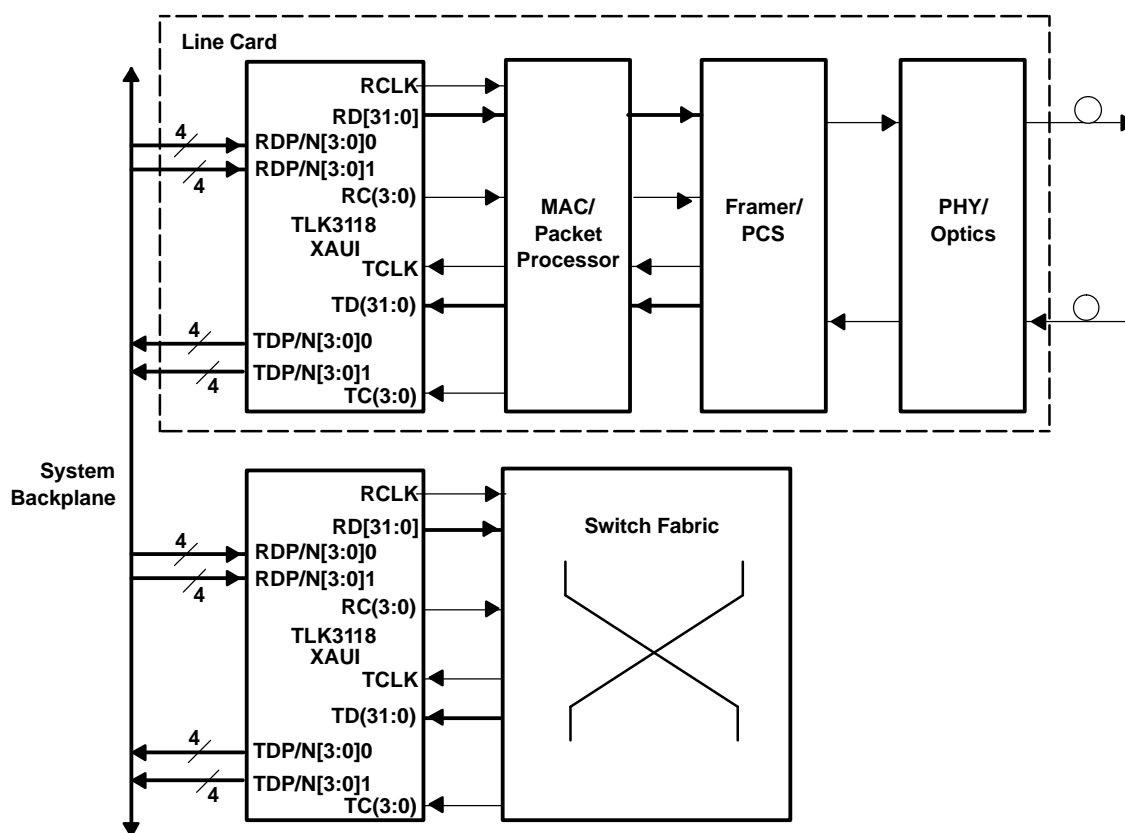 Line Card
RCLK
RD[31:0]
4
RDP/N[3:0]0
RDP/N[3:0]1
4
RC(3:0)
TLK3118
XAUI
TCLK
TD(31:0)
4
TDP/N[3:0]0
TDP/N[3:0]1
4
TC(3:0)
MAC/
Packet
Processor
Framer/
PCS
PHY/
Optics
System
Backplane
RCLK
RD[31:0]
4
RDP/N[3:0]0
RDP/N[3:0]1
4
RC(3:0)
TLK3118
XAUI
TCLK
TD(31:0)
4
TDP/N[3:0]0
TDP/N[3:0]1
4
TC(3:0)
Switch Fabric